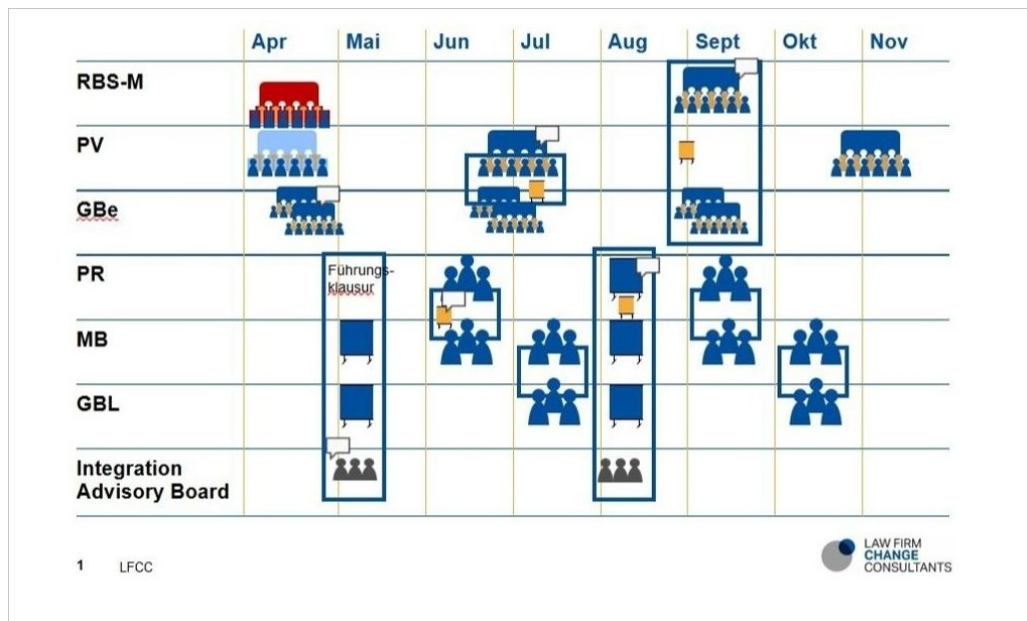 Apr Mai Jun Jul Aug Sept Okt Nov
RBS-M
PV
GBe
PR
Führungs-
klausur
MB
GBL
Integration
Advisory Board
1 LFCC
LAW FIRM
CHANGE
CONSULTANTS